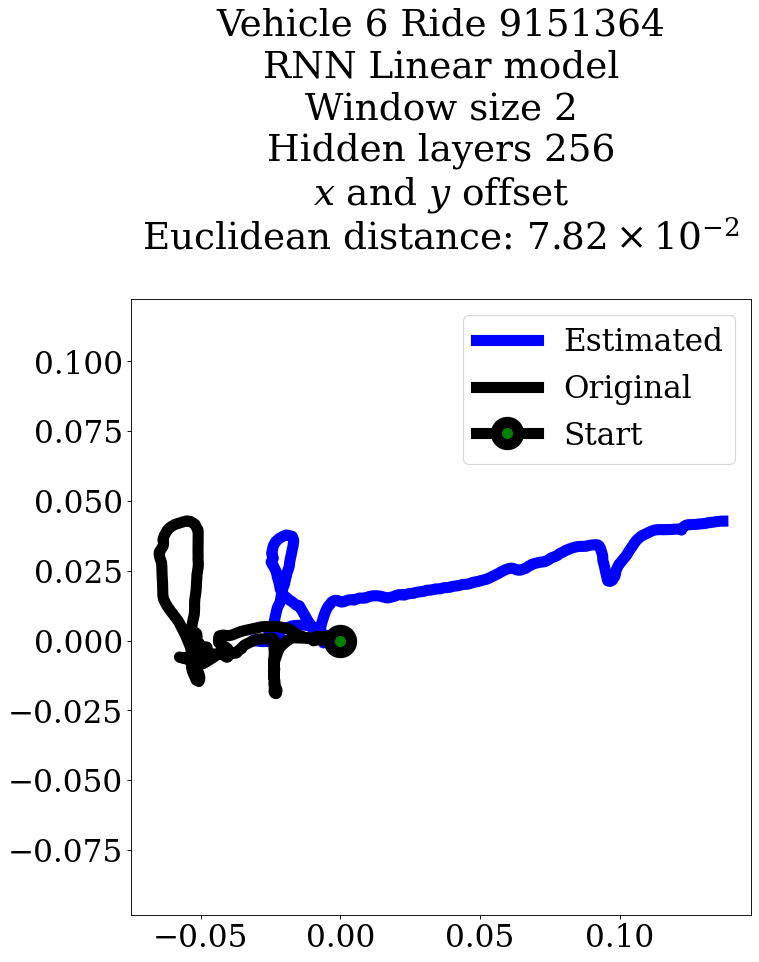 Vehicle 6 Ride 9151364
RNN Linear model
Window size 2
Hidden layers 256
x and y offset
Euclidean distance: 7.82 × 10⁻²
Estimated
Original
Start
0.100
0.075
0.050
0.025
0.000
−0.025
−0.050
−0.075
−0.05 0.00 0.05 0.10